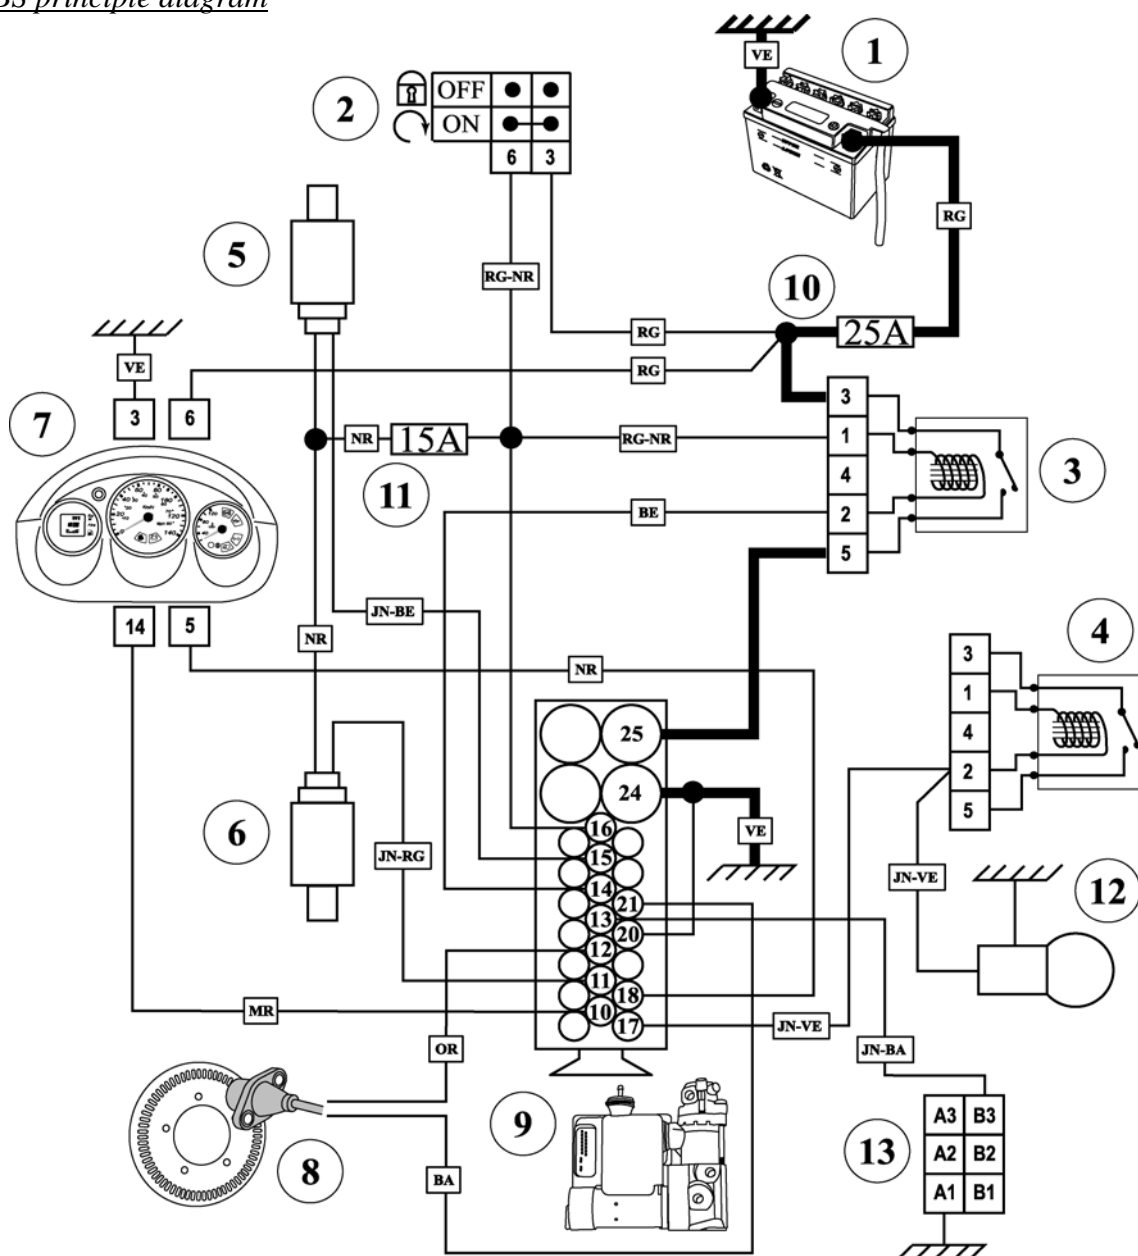 BS principle diagram
VE
1
2
OFF
ON
6 3
RG
5
RG-NR
10
RG
25A
VE
RG
3
6
3
7
NR
15A
RG-NR
1
3
11
4
BE
2
5
14
5
JN-BE
NR
NR
4
3
1
25
4
2
24
5
6
16
VE
JN-RG
15
JN-VE
12
14
21
13
20
12
11
18
MR
10
17
JN-VE
OR
JN-BA
9
A3 B3
13
A2 B2
8
BA
A1 B1